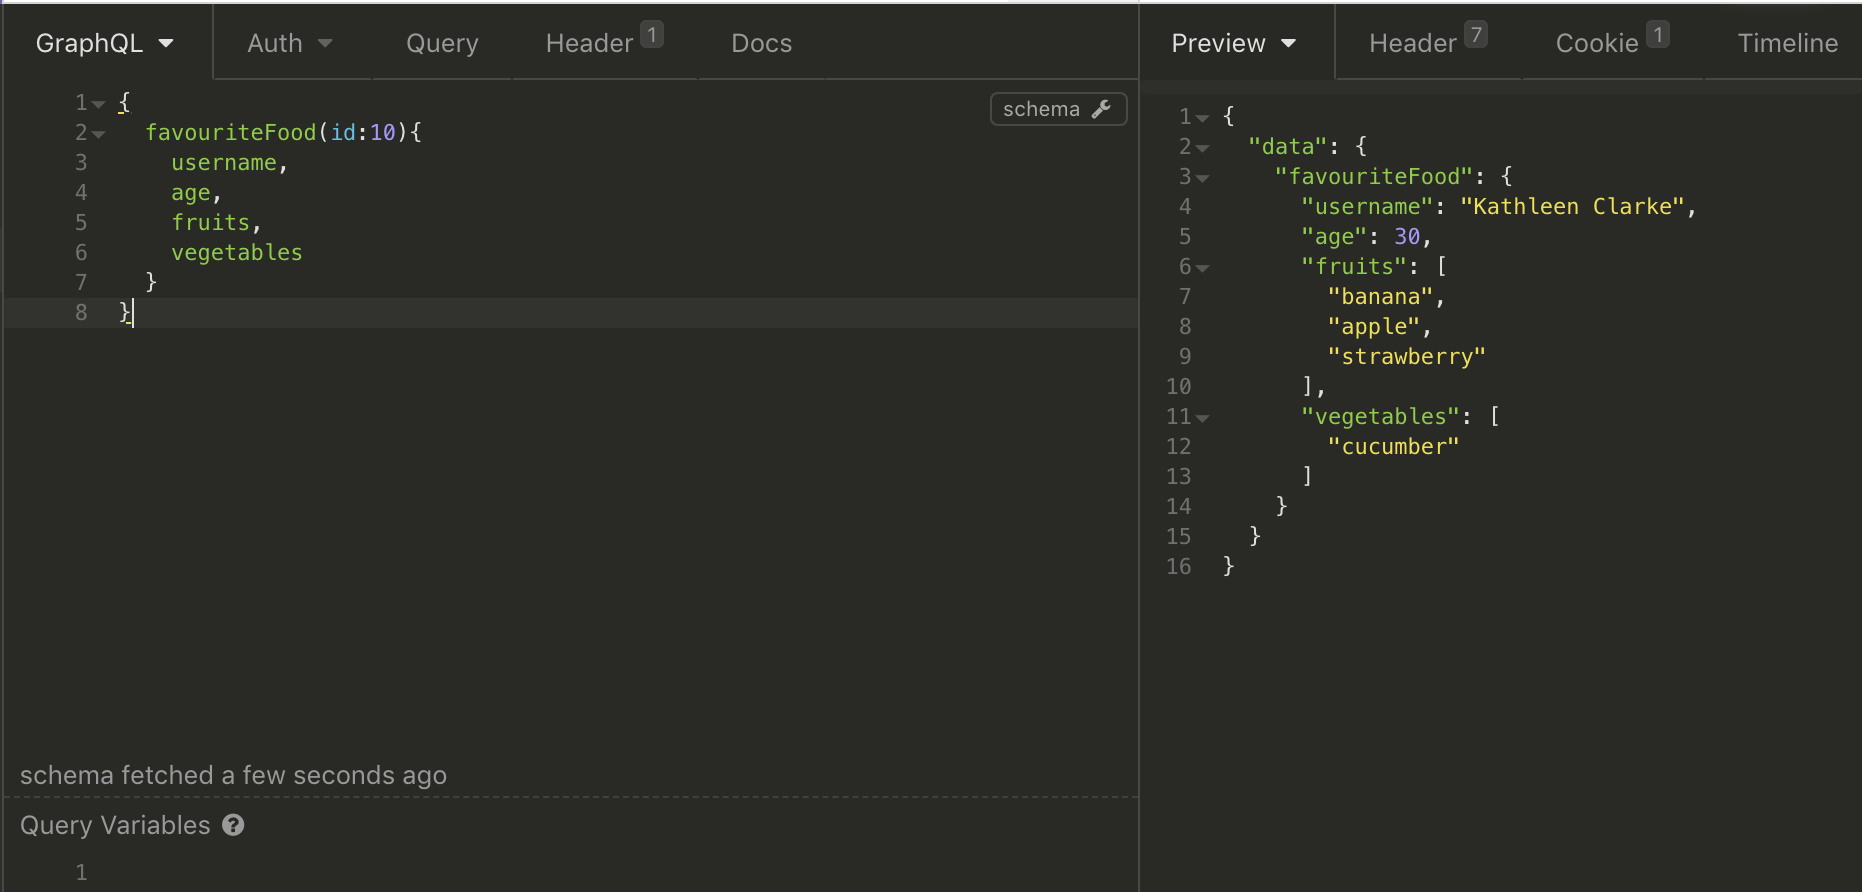 GraphQL Auth Query Header 1 Docs
schema
1 {
2 favouriteFood(id:10){
3 username,
4 age,
5 fruits,
6 vegetables
7 }
8 }
schema fetched a few seconds ago
Query Variables ?
1
Preview Header 7 Cookie 1 Timeline
1 {
2 "data": {
3 "favouriteFood": {
4 "username": "Kathleen Clarke",
5 "age": 30,
6 "fruits": [
7 "banana",
8 "apple",
9 "strawberry"
10 ],
11 "vegetables": [
12 "cucumber"
13 ]
14 }
15 }
16 }